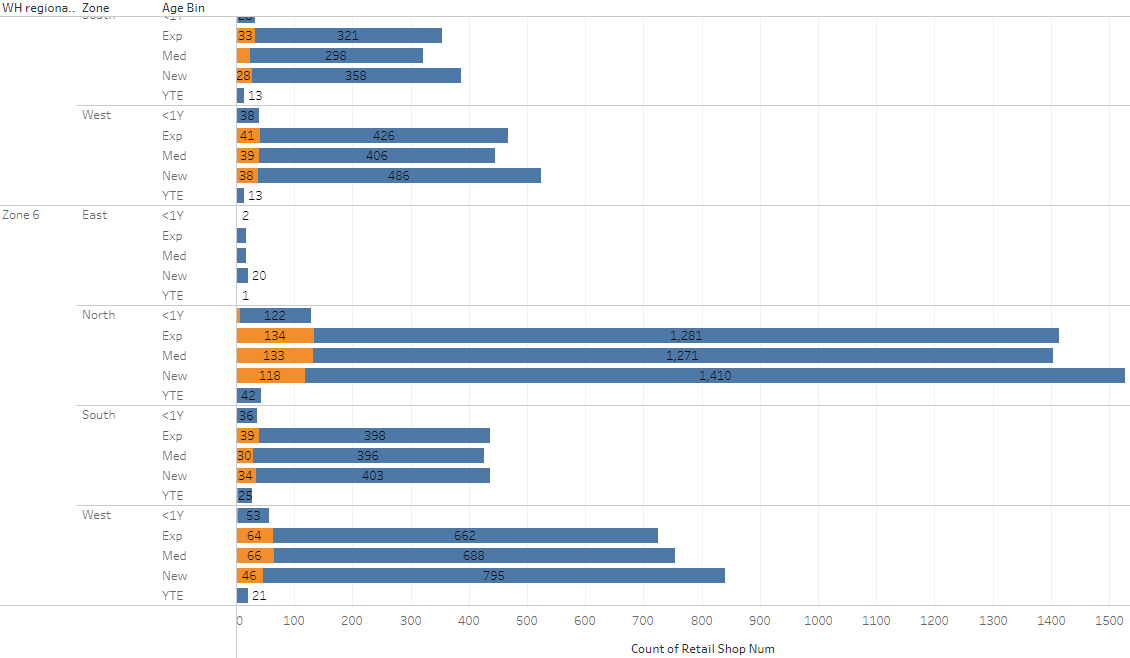 WH regiona.. Zone Age Bin
South <1Y
Exp 33 321
Med 298
New 28 358
YTE 13
West <1Y 38
Exp 41 426
Med 39 406
New 38 486
YTE 13
Zone 6 East <1Y 2
Exp
Med
New 20
YTE 1
North <1Y 122
Exp 134 1,281
Med 133 1,271
New 118 1,410
YTE 42
South <1Y 36
Exp 39 398
Med 30 396
New 34 403
YTE 25
West <1Y 53
Exp 64 662
Med 66 688
New 46 795
YTE 21
0 100 200 300 400 500 600 700 800 900 1000 1100 1200 1300 1400 1500
Count of Retail Shop Num